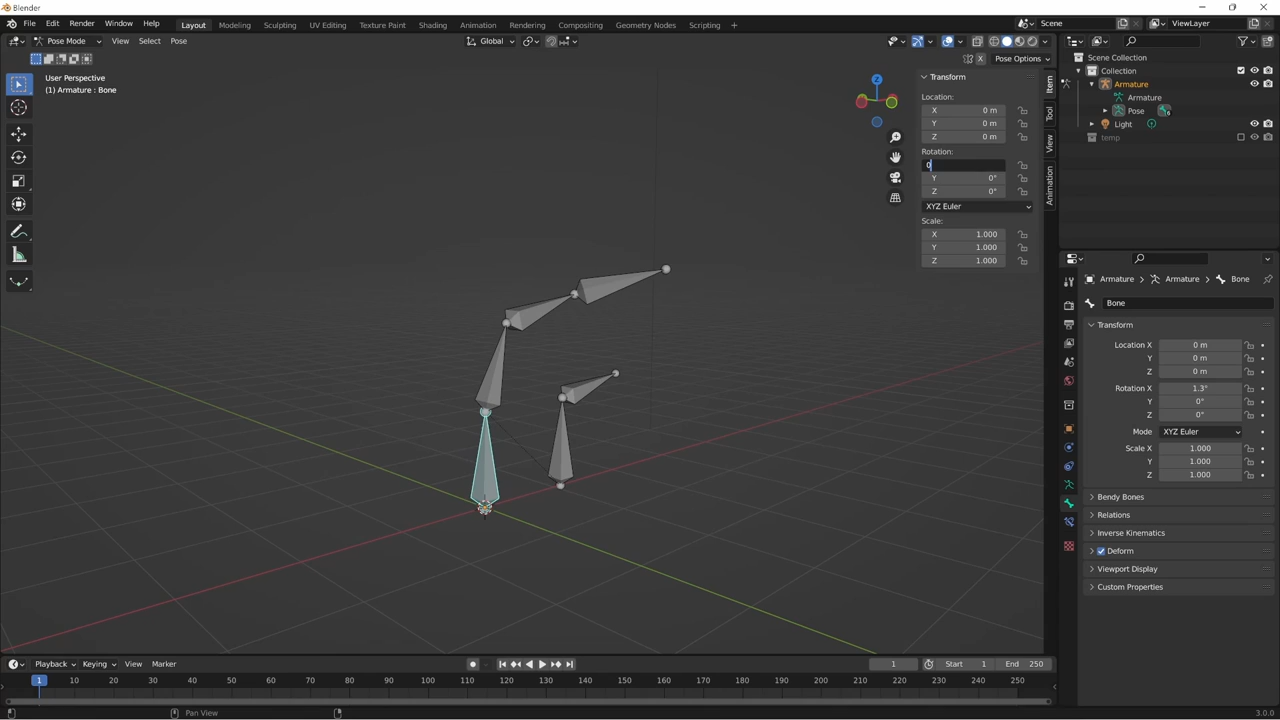 Blender
File Edit Render Window Help Layout Modeling Sculpting UV Editing Texture Paint Shading Animation Rendering Compositing Geometry Nodes Scripting + Scene ViewLayer
Pose Mode View Select Pose Global
X Pose Options
User Perspective
(1) Armature : Bone
Z
Transform
Location:
X 0 m
Y 0 m
Z 0 m
Rotation:
0
Y 0°
Z 0°
XYZ Euler
Scale:
X 1.000
Y 1.000
Z 1.000
Item
Tool
View
Animation
Scene Collection
Collection
Armature
Armature
Pose 6
Light
temp
Armature Armature Bone
Bone
Transform
Location X 0 m
Y 0 m
Z 0 m
Rotation X 1.3°
Y 0°
Z 0°
Mode XYZ Euler
Scale X 1.000
Y 1.000
Z 1.000
Bendy Bones
Relations
Inverse Kinematics
Deform
Viewport Display
Custom Properties
Playback Keying View Marker 1 Start 1 End 250
1 10 20 30 40 50 60 70 80 90 100 110 120 130 140 150 160 170 180 190 200 210 220 230 240 250
Pan View 3.0.0